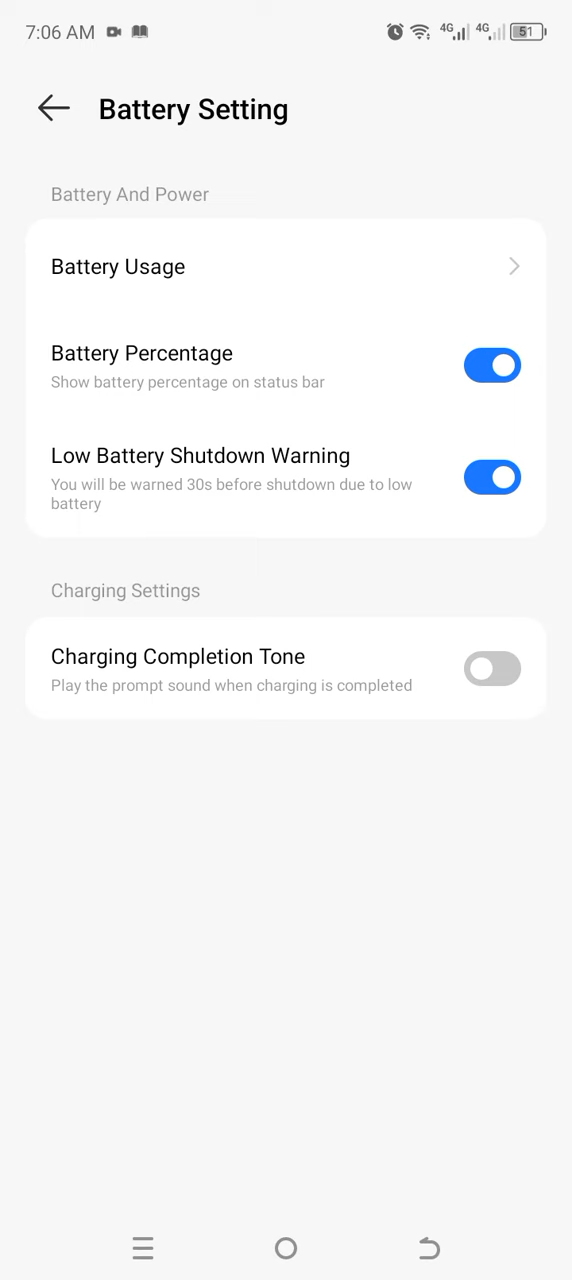 7:06 AM 4G 4G 51
Battery Setting
Battery And Power
Battery Usage
Battery Percentage
Show battery percentage on status bar
Low Battery Shutdown Warning
You will be warned 30s before shutdown due to low
battery
Charging Settings
Charging Completion Tone
Play the prompt sound when charging is completed